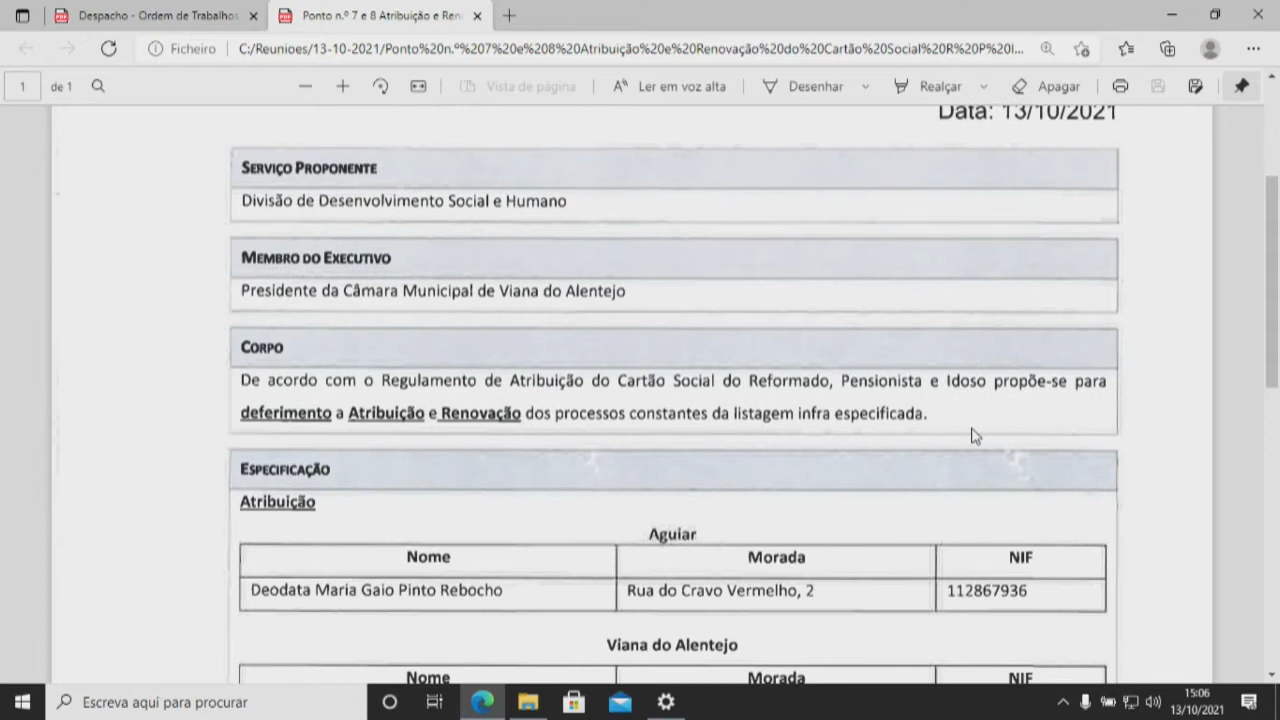 Despacho - Ordem de Trabalhos
Ponto n.º 7 e 8 Atribuição e Ren
Ficheiro
C:/Reunioes/13-10-2021/Ponto%20n.º%207%20e%208%20Atribuição%20e%20Renovação%20do%20Cartão%20Social%20R%20P%20I...
1 de 1
Vista de página
Ler em voz alta
Desenhar
Realçar
Apagar
Data: 13/10/2021
SERVIÇO PROPONENTE
Divisão de Desenvolvimento Social e Humano
MEMBRO DO EXECUTIVO
Presidente da Câmara Municipal de Viana do Alentejo
CORPO
De acordo com o Regulamento de Atribuição do Cartão Social do Reformado, Pensionista e Idoso propõe-se para
deferimento a Atribuição e Renovação dos processos constantes da listagem infra especificada.
ESPECIFICAÇÃO
Atribuição
Aguiar
Nome Morada NIF
Deodata Maria Gaio Pinto Rebocho Rua do Cravo Vermelho, 2 112867936
Viana do Alentejo
Nome Morada NIF
Escreva aqui para procurar
15:06
13/10/2021